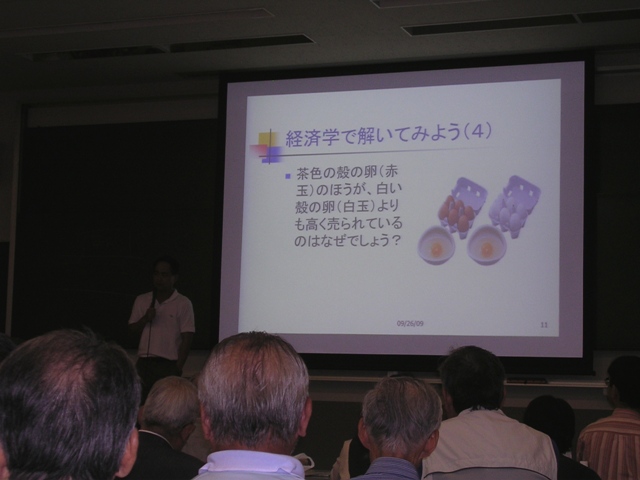 経済学で解いてみよう(4)
茶色の殻の卵(赤
玉)のほうが、白い
殻の卵(白玉)より
も高く売られている
のはなぜでしょう?
09/26/09
11